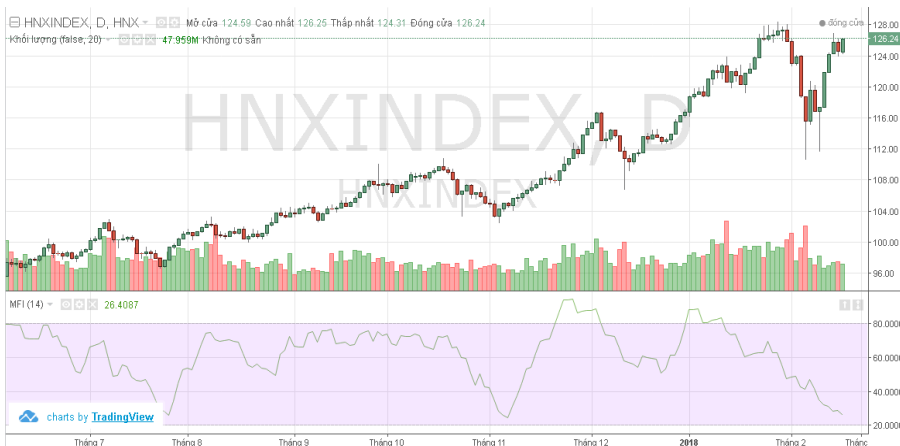 HNXINDEX, D, HNX Mở cửa 124.59 Cao nhất 126.25 Thấp nhất 124.31 Đóng cửa 126.24
đóng cửa
Khối lượng (false, 20) 47.959M Không có sẵn
128.00
126.24
124.00
120.00
116.00
112.00
108.00
104.00
100.00
96.00
HNXINDEX, D
HNXINDEX
MFI (14) 26.4087
80.0000
60.0000
40.0000
20.0000
charts by TradingView
Tháng 7
Tháng 8
Tháng 9
Tháng 10
Tháng 11
Tháng 12
2018
Tháng 2
Thán